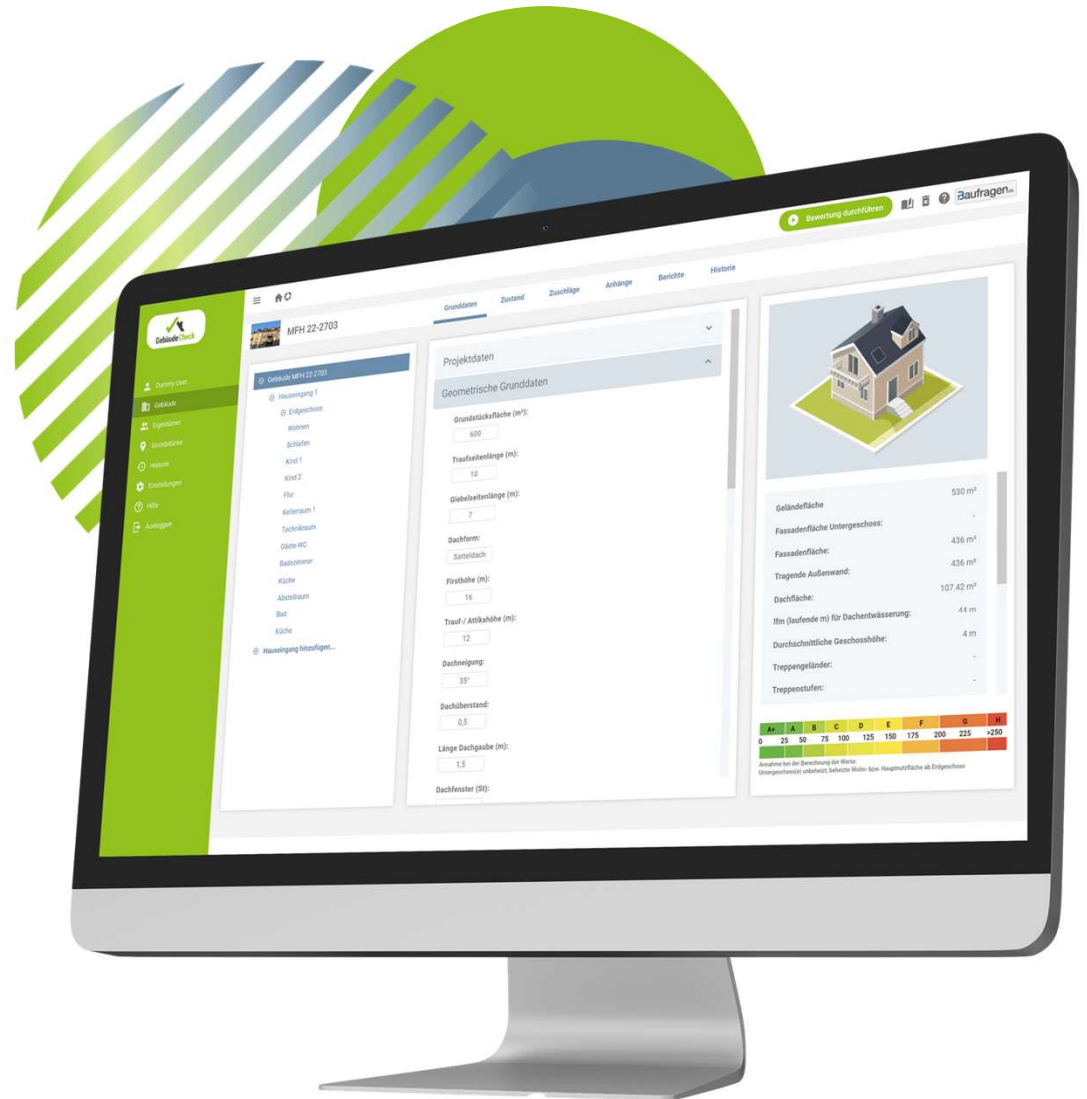 Bewertung durchführen
Baufragen.de
GebäudeCheck
MFH 22-2703
Grunddaten
Zustand
Zuschläge
Anhänge
Berichte
Historie
Dummy User
Gebäude
Eigentümer
Grundstücke
Historie
Einstellungen
Hilfe
Ausloggen
Gebäude MFH 22-2703
Hauseingang 1
Erdgeschoss
Wohnen
Schlafen
Kind 1
Kind 2
Flur
Kellerraum 1
Technikraum
Gäste-WC
Badezimmer
Küche
Abstellraum
Bad
Küche
Hauseingang hinzufügen...
Projektdaten
Geometrische Grunddaten
Grundstücksfläche (m²):
600
Traufseitenlänge (m):
10
Giebelseitenlänge (m):
7
Dachform:
Satteldach
Firsthöhe (m):
16
Trauf-/ Attikahöhe (m):
12
Dachneigung:
35°
Dachüberstand:
0,5
Länge Dachgaube (m):
1,5
Dachfenster (St):
Geländefläche 530 m²
Fassadenfläche Untergeschoss: -
Fassadenfläche: 436 m²
Tragende Außenwand: 436 m²
Dachfläche: 107.42 m²
lfm (laufende m) für Dachentwässerung: 44 m
Durchschnittliche Geschosshöhe: 4 m
Treppengeländer: -
Treppenstufen: -
A+ A B C D E F G H
0 25 50 75 100 125 150 175 200 225 >250
Annahme bei der Berechnung der Werte:
Untergeschoss(e) unbeheizt, beheizte Wohn- bzw. Hauptnutzfläche ab Erdgeschoss